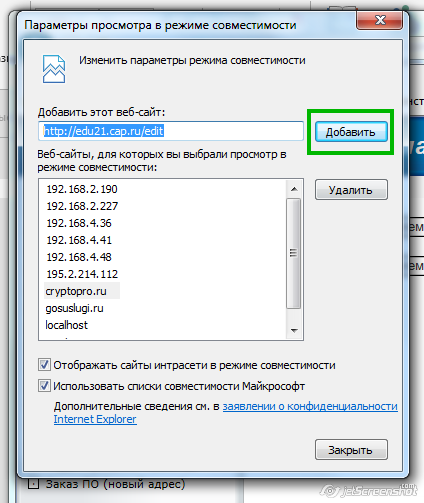 Параметры просмотра в режиме совместимости
Изменить параметры режима совместимости
Добавить этот веб-сайт:
http://edu21.cap.ru/edit
Добавить
Веб-сайты, для которых вы выбрали просмотр в
режиме совместимости:
192.168.2.190
192.168.2.227
192.168.4.36
192.168.4.41
192.168.4.48
195.2.214.112
cryptopro.ru
gosuslugi.ru
localhost
Удалить
Отображать сайты интрасети в режиме совместимости
Использовать списки совместимости Майкрософт
Дополнительные сведения см. в заявлении о конфиденциальности
Internet Explorer
Закрыть
Заказ ПО (новый адрес)
jetScreenshot.com